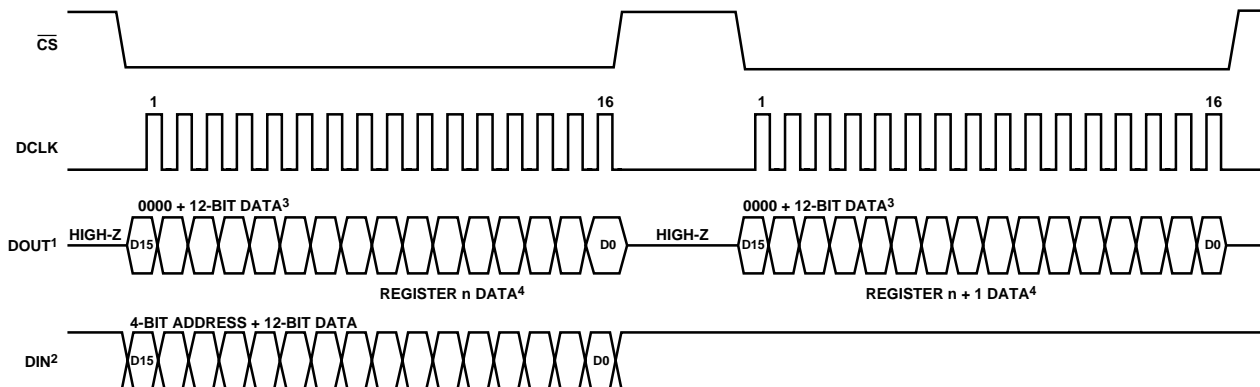 CS
1 16 1 16
DCLK
0000 + 12-BIT DATA3 0000 + 12-BIT DATA3
DOUT1 HIGH-Z D15 D0 HIGH-Z D15 D0
REGISTER n DATA4 REGISTER n + 1 DATA4
4-BIT ADDRESS + 12-BIT DATA
DIN2 D15 D0